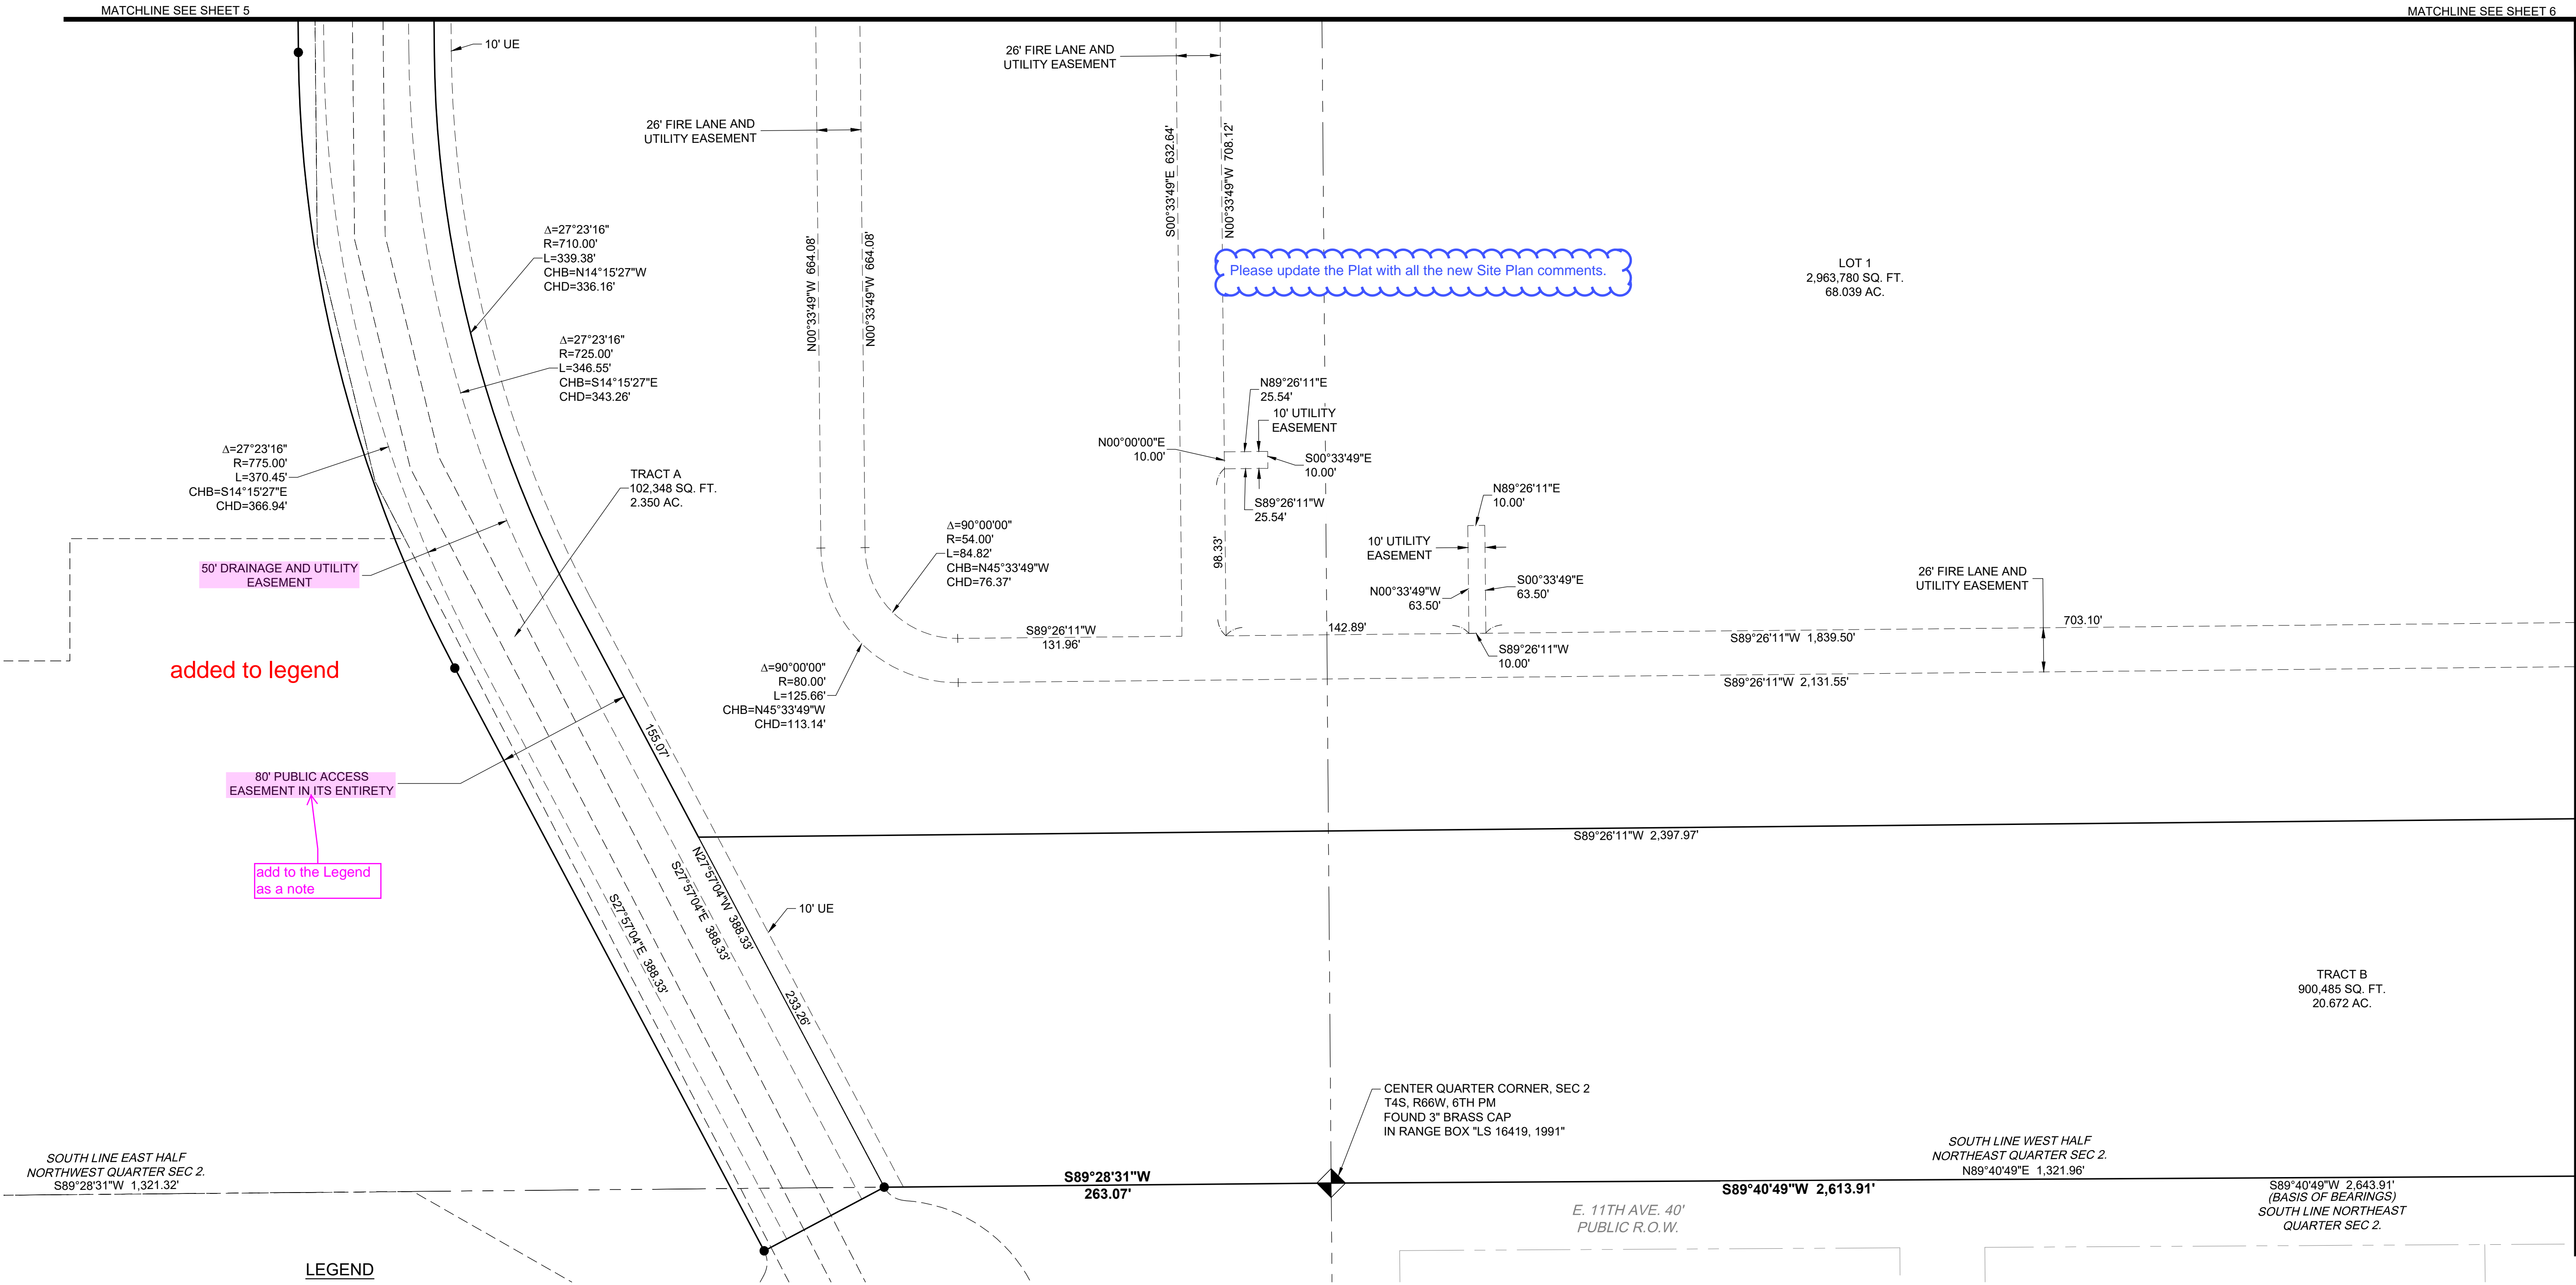 MATCHLINE SEE SHEET 5
MATCHLINE SEE SHEET 6
10' UE
26' FIRE LANE AND
UTILITY EASEMENT
26' FIRE LANE AND
UTILITY EASEMENT
S00°33'49"E 632.64'
N00°33'49"W 708.12'
Δ=27°23'16"
R=710.00'
L=339.38'
CHB=N14°15'27"W
CHD=336.16'
N00°33'49"W 664.08'
N00°33'49"W 664.08'
Please update the Plat with all the new Site Plan comments.
LOT 1
2,963,780 SQ. FT.
68.039 AC.
Δ=27°23'16"
R=725.00'
L=346.55'
CHB=S14°15'27"E
CHD=343.26'
N89°26'11"E
25.54'
10' UTILITY
EASEMENT
N00°00'00"E
10.00'
S00°33'49"E
10.00'
S89°26'11"W
25.54'
Δ=27°23'16"
R=775.00'
L=370.45'
CHB=S14°15'27"E
CHD=366.94'
TRACT A
102,348 SQ. FT.
2.350 AC.
N89°26'11"E
10.00'
10' UTILITY
EASEMENT
N00°33'49"W
63.50'
S00°33'49"E
63.50'
Δ=90°00'00"
R=54.00'
L=84.82'
CHB=N45°33'49"W
CHD=76.37'
98.33'
50' DRAINAGE AND UTILITY
EASEMENT
26' FIRE LANE AND
UTILITY EASEMENT
S89°26'11"W
131.96'
142.89'
S89°26'11"W 1,839.50'
703.10'
S89°26'11"W
10.00'
added to legend
Δ=90°00'00"
R=80.00'
L=125.66'
CHB=N45°33'49"W
CHD=113.14'
S89°26'11"W 2,131.55'
155.07'
80' PUBLIC ACCESS
EASEMENT IN ITS ENTIRETY
add to the Legend
as a note
S89°26'11"W 2,397.97'
N27°57'04"W 388.33'
S27°57'04"E 388.33'
S27°57'04"E 388.33'
10' UE
233.26'
TRACT B
900,485 SQ. FT.
20.672 AC.
CENTER QUARTER CORNER, SEC 2
T4S, R66W, 6TH PM
FOUND 3" BRASS CAP
IN RANGE BOX "LS 16419, 1991"
SOUTH LINE EAST HALF
NORTHWEST QUARTER SEC 2.
S89°28'31"W 1,321.32'
S89°28'31"W
263.07'
SOUTH LINE WEST HALF
NORTHEAST QUARTER SEC 2.
N89°40'49"E 1,321.96'
S89°40'49"W 2,613.91'
S89°40'49"W 2,643.91'
(BASIS OF BEARINGS)
SOUTH LINE NORTHEAST
QUARTER SEC 2.
E. 11TH AVE. 40'
PUBLIC R.O.W.
LEGEND